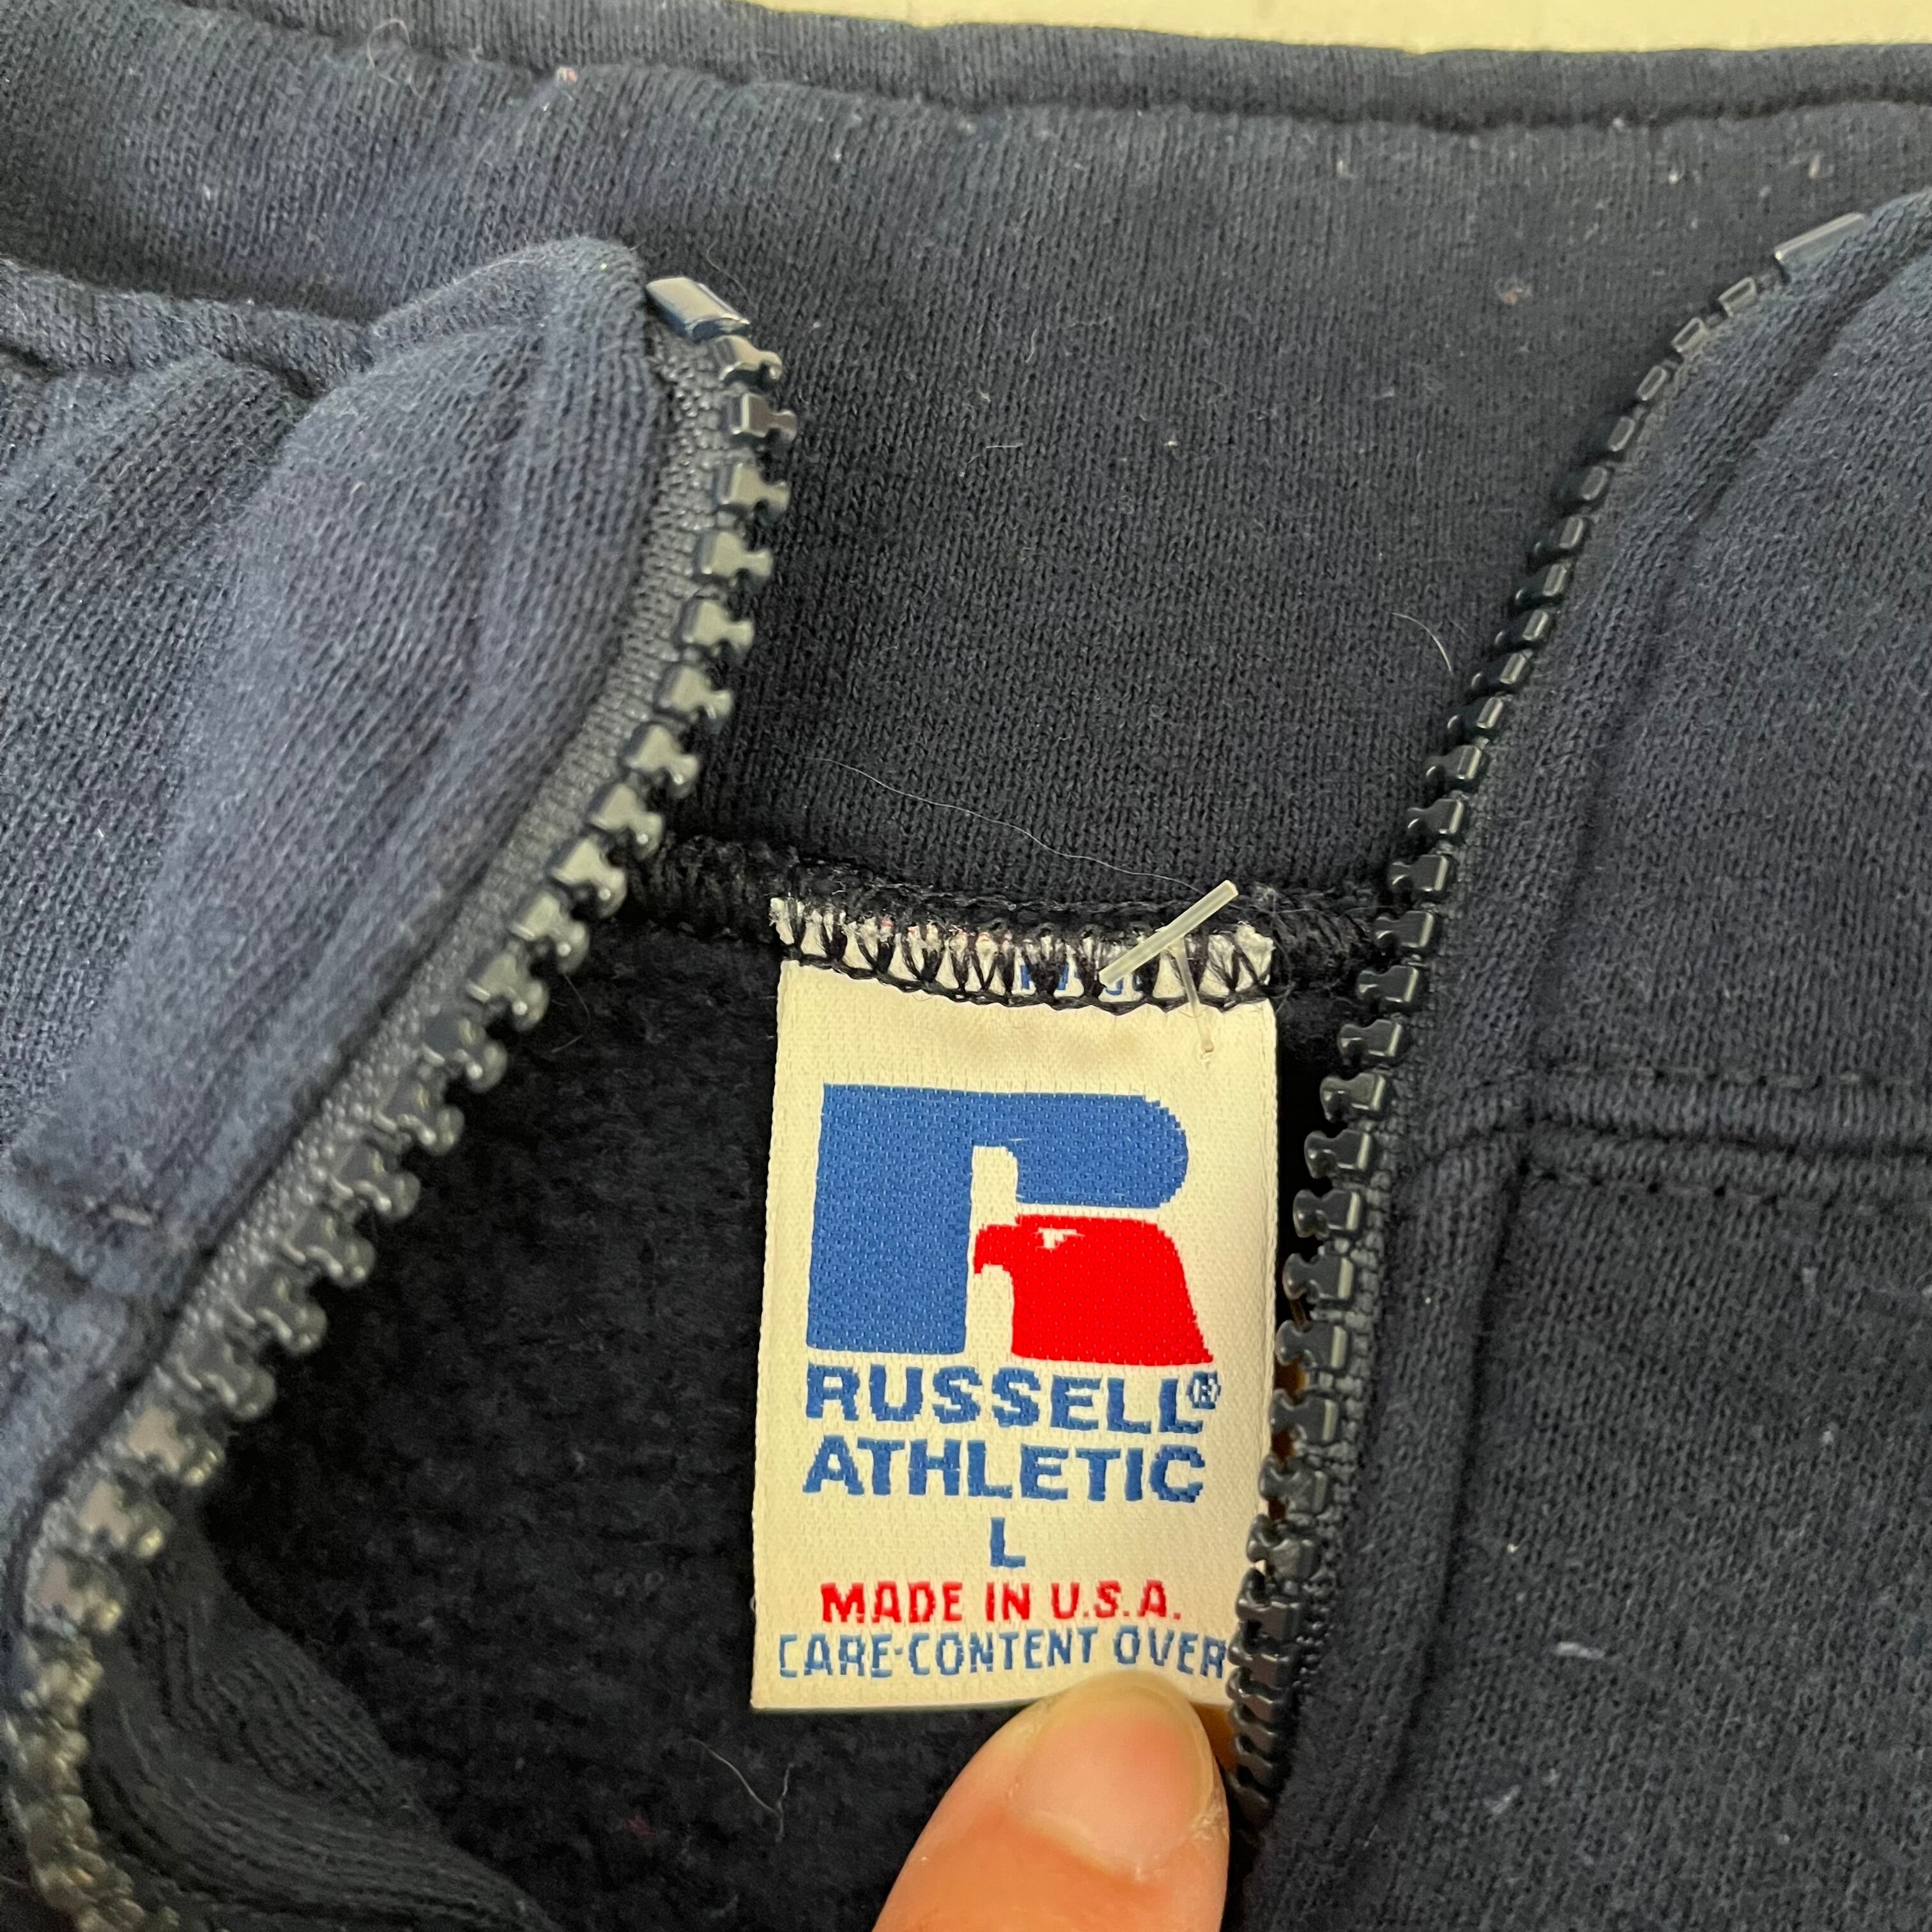 RUSSELL®
ATHLETIC
L
MADE IN U.S.A.
CARE-CONTENT OVER